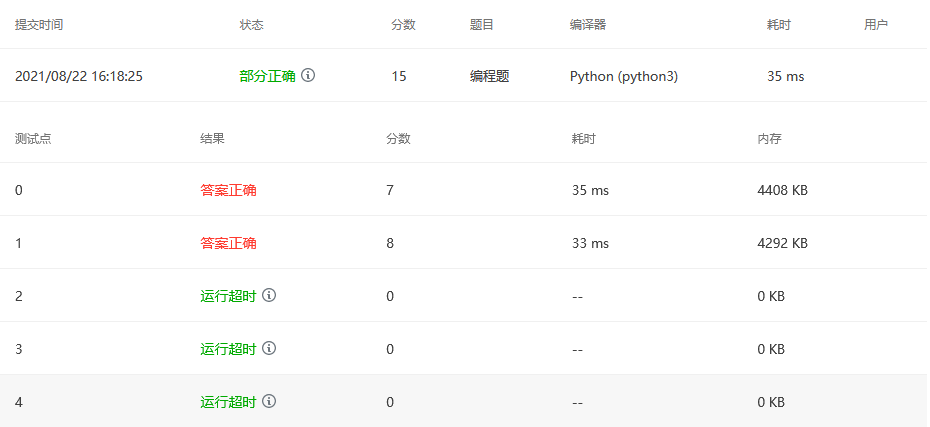 提交时间 状态 分数 题目 编译器 耗时 用户
2021/08/22 16:18:25 部分正确 15 编程题 Python (python3) 35 ms
测试点 结果 分数 耗时 内存
0 答案正确 7 35 ms 4408 KB
1 答案正确 8 33 ms 4292 KB
2 运行超时 0 -- 0 KB
3 运行超时 0 -- 0 KB
4 运行超时 0 -- 0 KB